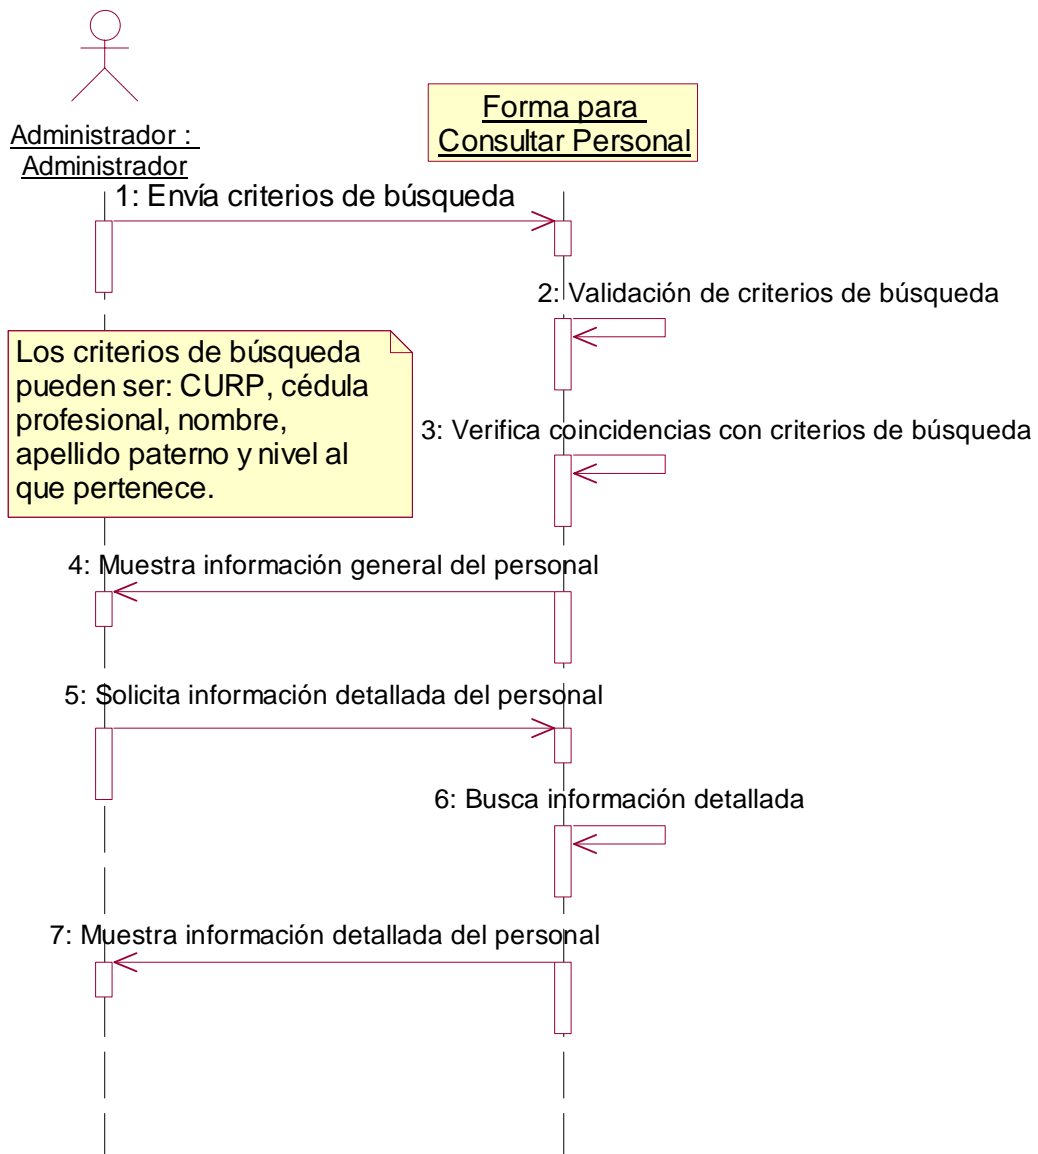 Administrador :
Administrador
Forma para
Consultar Personal
1: Envía criterios de búsqueda
2: Validación de criterios de búsqueda
Los criterios de búsqueda
pueden ser: CURP, cédula
profesional, nombre,
apellido paterno y nivel al
que pertenece.
3: Verifica coincidencias con criterios de búsqueda
4: Muestra información general del personal
5: Solicita información detallada del personal
6: Busca información detallada
7: Muestra información detallada del personal